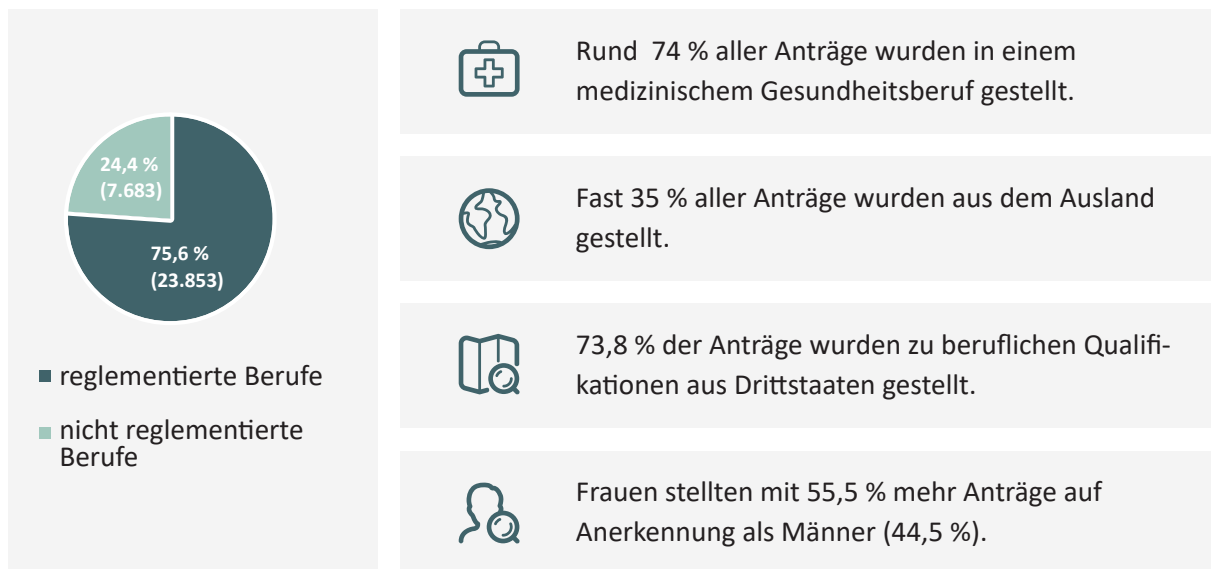 24,4 %
(7.683)
75,6 %
(23.853)
reglementierte Berufe
nicht reglementierte
Berufe
Rund 74 % aller Anträge wurden in einem
medizinischem Gesundheitsberuf gestellt.
Fast 35 % aller Anträge wurden aus dem Ausland
gestellt.
73,8 % der Anträge wurden zu beruflichen Qualifi-
kationen aus Drittstaaten gestellt.
Frauen stellten mit 55,5 % mehr Anträge auf
Anerkennung als Männer (44,5 %).